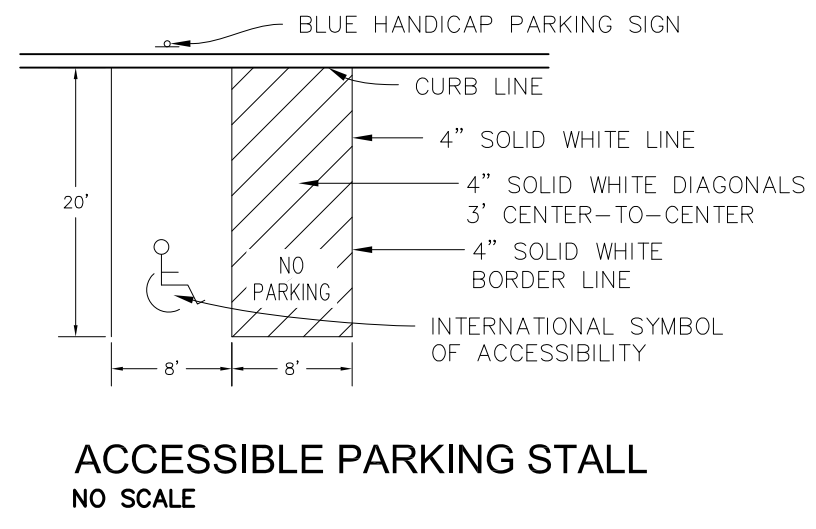 BLUE HANDICAP PARKING SIGN
CURB LINE
4" SOLID WHITE LINE
4" SOLID WHITE DIAGONALS
3' CENTER-TO-CENTER
20'
4" SOLID WHITE
BORDER LINE
NO
PARKING
INTERNATIONAL SYMBOL
OF ACCESSIBILITY
8'
8'
ACCESSIBLE PARKING STALL
NO SCALE